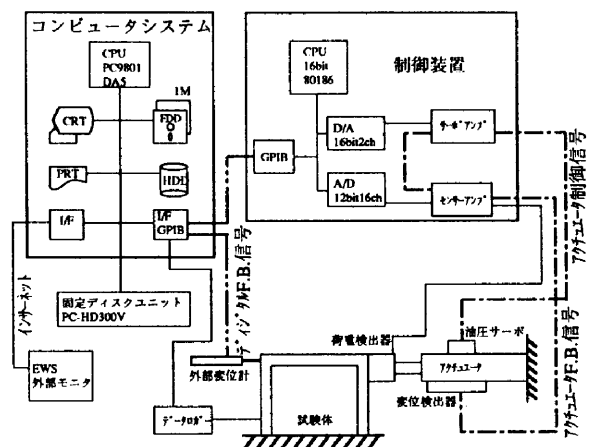 コンピュータシステム
CPU
PC9801
DA5
1M
CRT
FDD
PRT
HDD
I/F
I/F
GPIB
固定ディスクユニット
PC-HD300V
インサーネット
EWS
外部モニタ
データロガー
制御装置
CPU
16bit
80186
GPIB
D/A
16bit2ch
A/D
12bit16ch
サーボアンプ
センサーアンプ
ディジタルF.B.信号
アクチュエータ制御信号
アクチュエータF.B.信号
荷重検出器
油圧サーボ
外部変位計
アクチュエータ
変位検出器
試験体